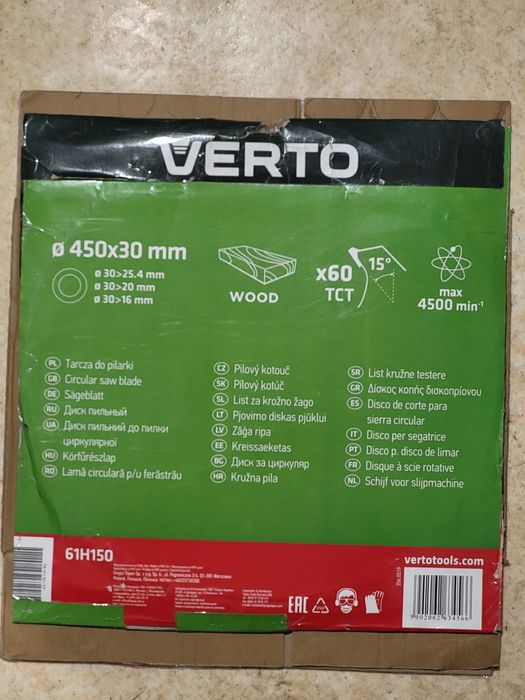 VERTO
ø 450x30 mm
ø 30>25.4 mm
ø 30>20 mm
ø 30>16 mm
WOOD
x60
TCT
15°
max
4500 min⁻¹
PL Tarcza do pilarki
GB Circular saw blade
DE Sägeblatt
RU Диск пильный
UA Диск пильний до пилки
циркулярної
HU Körfűrészlap
RO Lamă circulară p/u ferăstrău
CZ Pilový kotouč
SK Pílový kotúč
SL List za krožno žago
LT Pjovimo diskas pjūklui
LV Zāģa ripa
EE Kreissaeketas
BG Диск за циркуляр
HR Kružna pila
SR List kružne testere
GR Δίσκος κοπής δισκοπρίονου
ES Disco de corte para
sierra circular
IT Disco per segatrice
PT Disco p. disco de limar
FR Disque à scie rotative
NL Schijf voor slijpmachine
61H150
vertotools.com
EAC
5902062634566